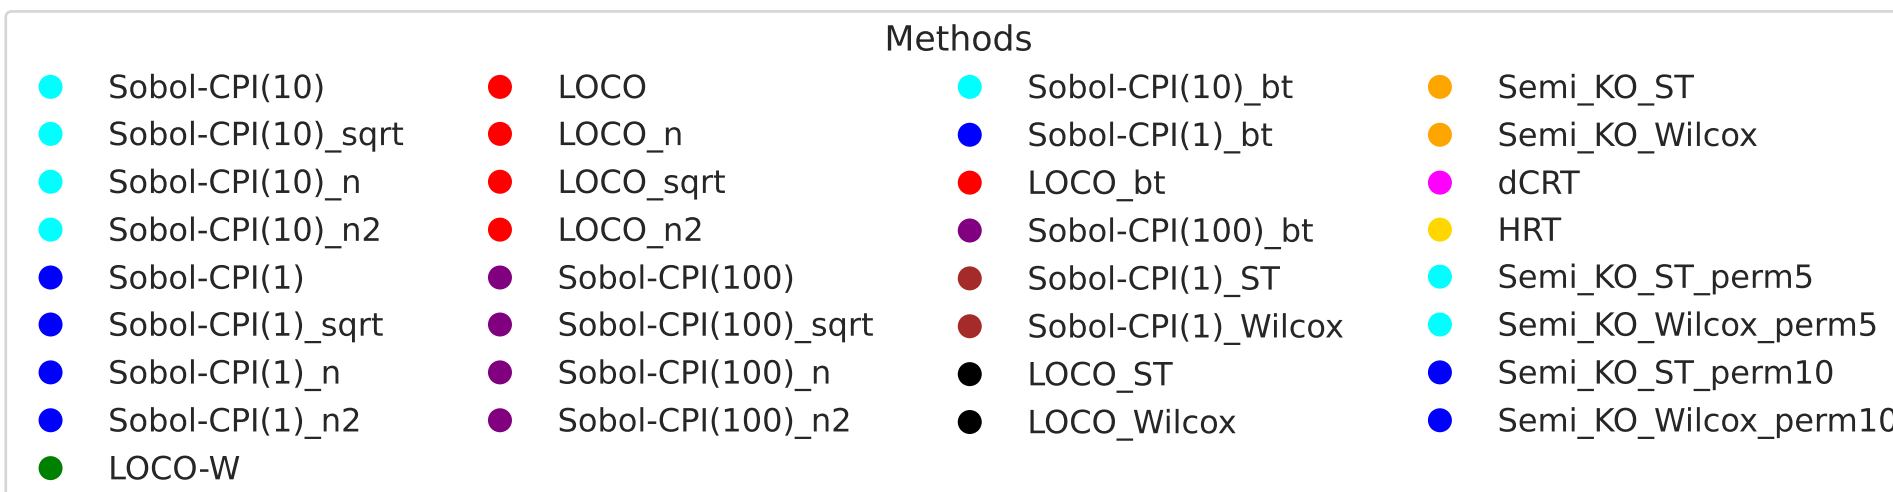 Methods
Sobol-CPI(10)
Sobol-CPI(10)_sqrt
Sobol-CPI(10)_n
Sobol-CPI(10)_n2
Sobol-CPI(1)
Sobol-CPI(1)_sqrt
Sobol-CPI(1)_n
Sobol-CPI(1)_n2
LOCO-W
LOCO
LOCO_n
LOCO_sqrt
LOCO_n2
Sobol-CPI(100)
Sobol-CPI(100)_sqrt
Sobol-CPI(100)_n
Sobol-CPI(100)_n2
Sobol-CPI(10)_bt
Sobol-CPI(1)_bt
LOCO_bt
Sobol-CPI(100)_bt
Sobol-CPI(1)_ST
Sobol-CPI(1)_Wilcox
LOCO_ST
LOCO_Wilcox
Semi_KO_ST
Semi_KO_Wilcox
dCRT
HRT
Semi_KO_ST_perm5
Semi_KO_Wilcox_perm5
Semi_KO_ST_perm10
Semi_KO_Wilcox_perm10